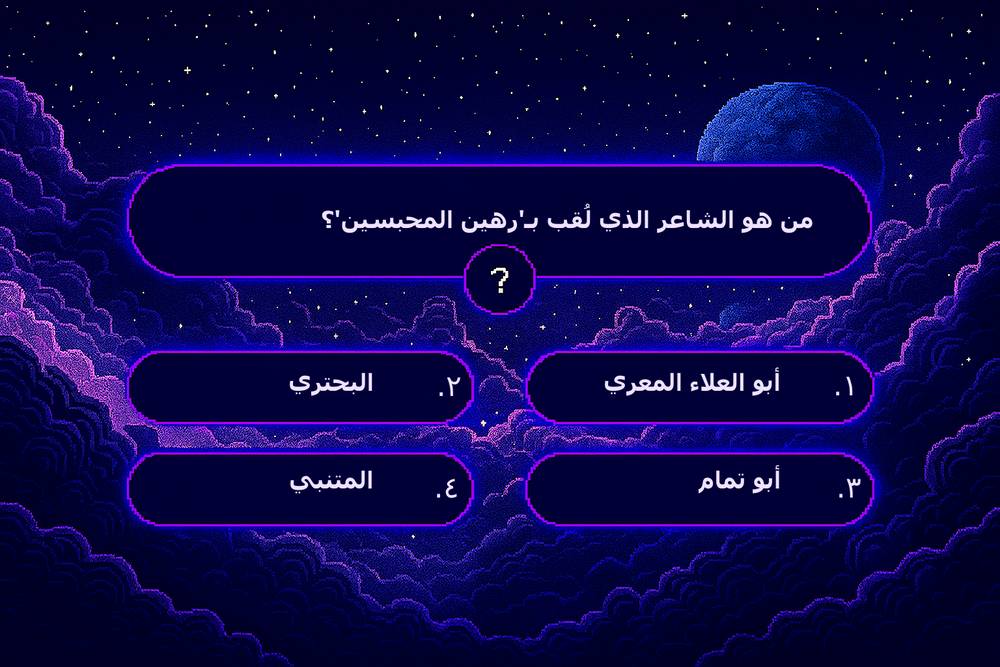 من هو الشاعر الذي لُقب بـ'رهين المحبسين'؟
?
١. أبو العلاء المعري
٢. البحتري
٣. أبو تمام
٤. المتنبي